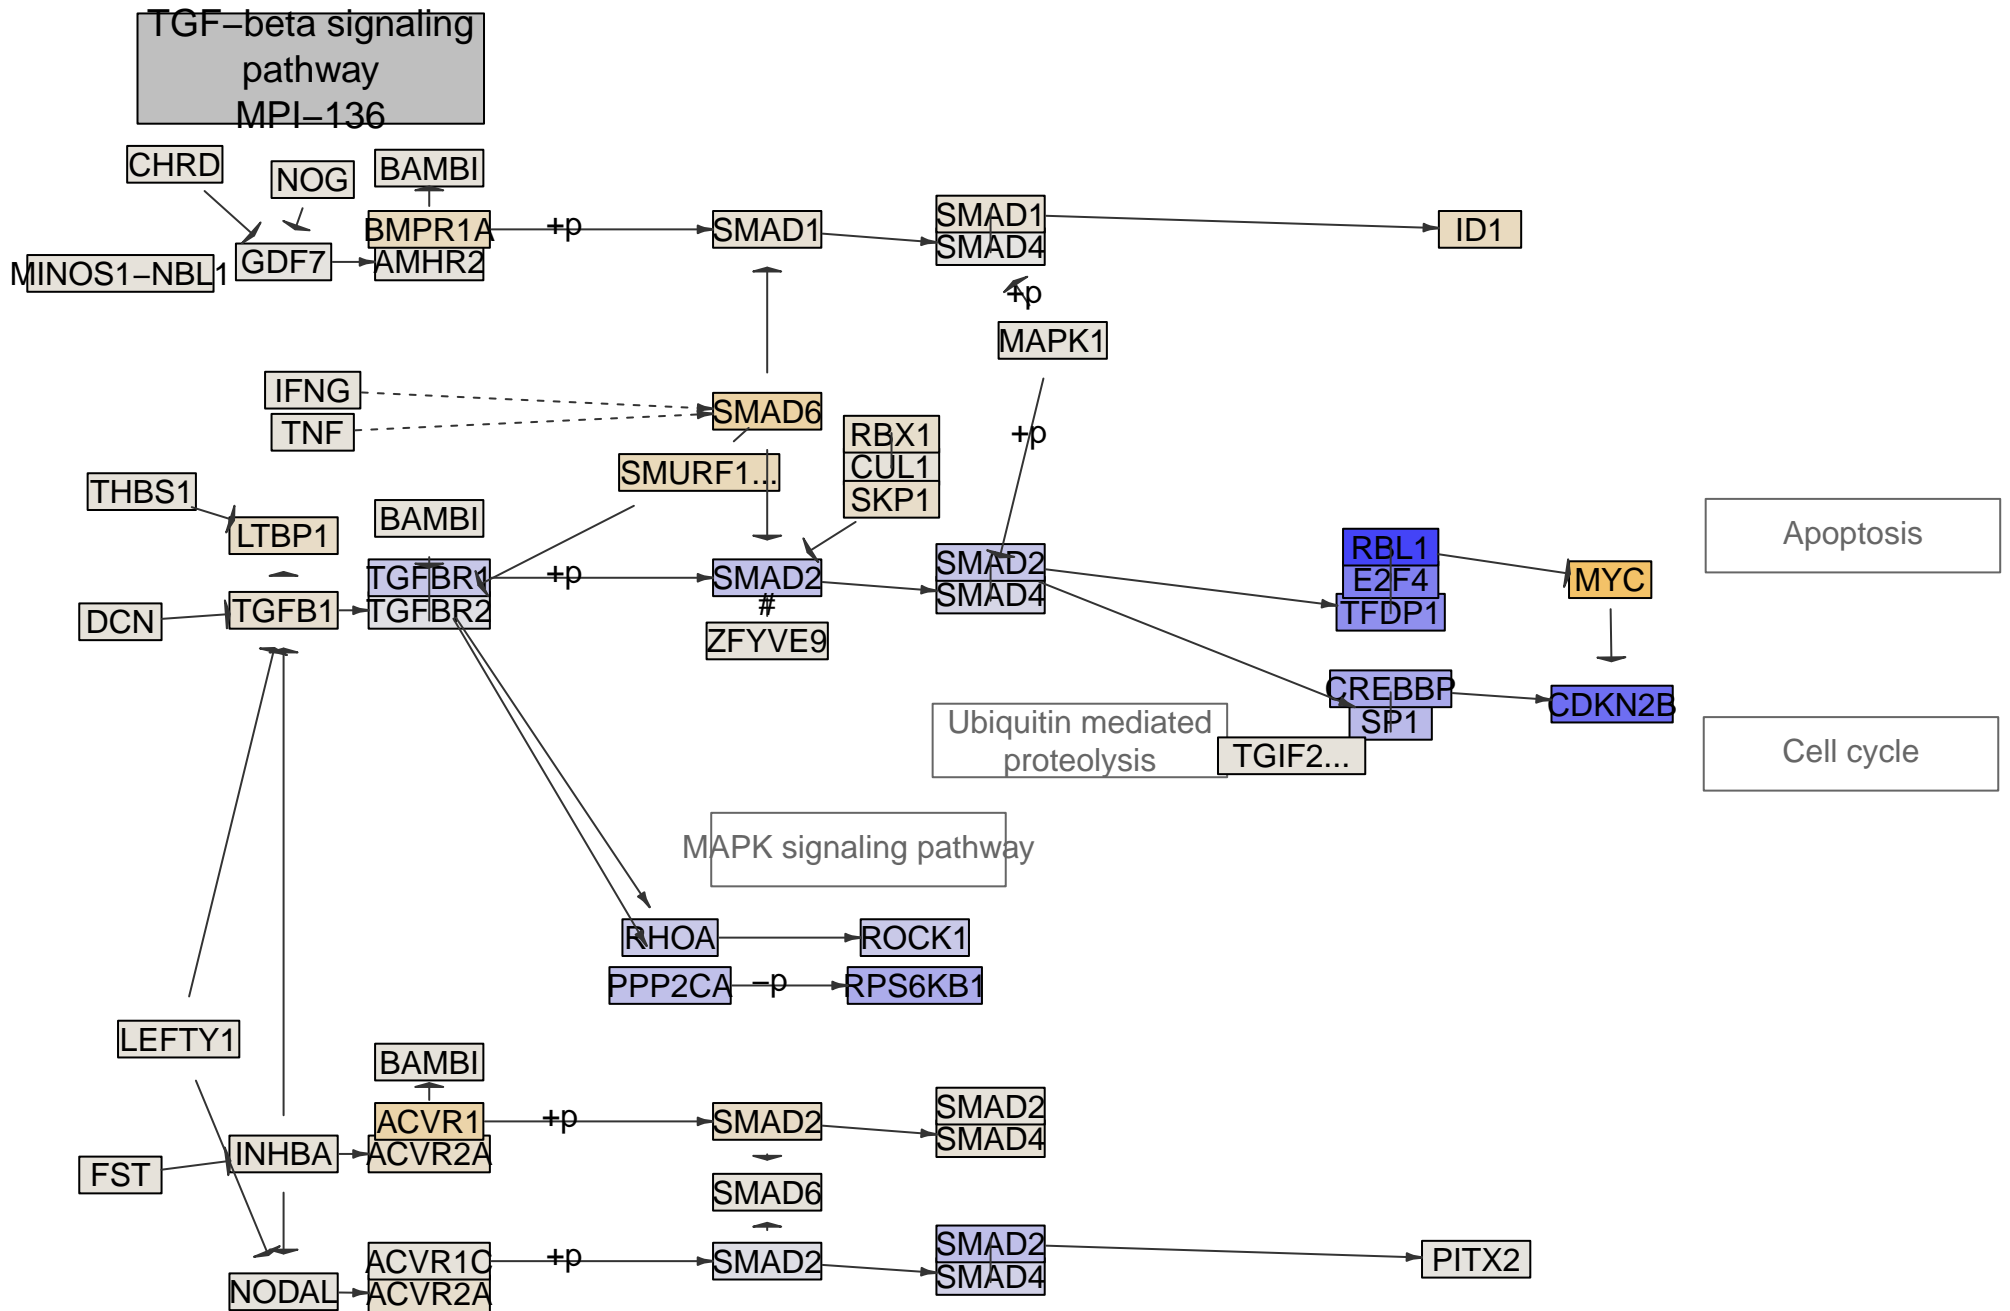 TGF−beta signaling
pathway
MPI−136
CHRD
NOG
BAMBI
BMPR1A
+p
SMAD1
SMAD1
SMAD4
ID1
MINOS1−NBL1
GDF7
AMHR2
+p
MAPK1
IFNG
TNF
SMAD6
RBX1
CUL1
SKP1
+p
SMURF1...
THBS1
LTBP1
BAMBI
TGFBR1
+p
SMAD2
#
SMAD2
SMAD4
RBL1
E2F4
TFDP1
MYC
Apoptosis
DCN
TGFB1
TGFBR2
ZFYVE9
CREBBP
SP1
CDKN2B
Ubiquitin mediated
proteolysis
TGIF2...
Cell cycle
MAPK signaling pathway
RHOA
ROCK1
PPP2CA
−p
RPS6KB1
LEFTY1
BAMBI
ACVR1
+p
SMAD2
SMAD2
SMAD4
FST
INHBA
ACVR2A
SMAD6
ACVR1C
+p
SMAD2
SMAD2
SMAD4
PITX2
NODAL
ACVR2A